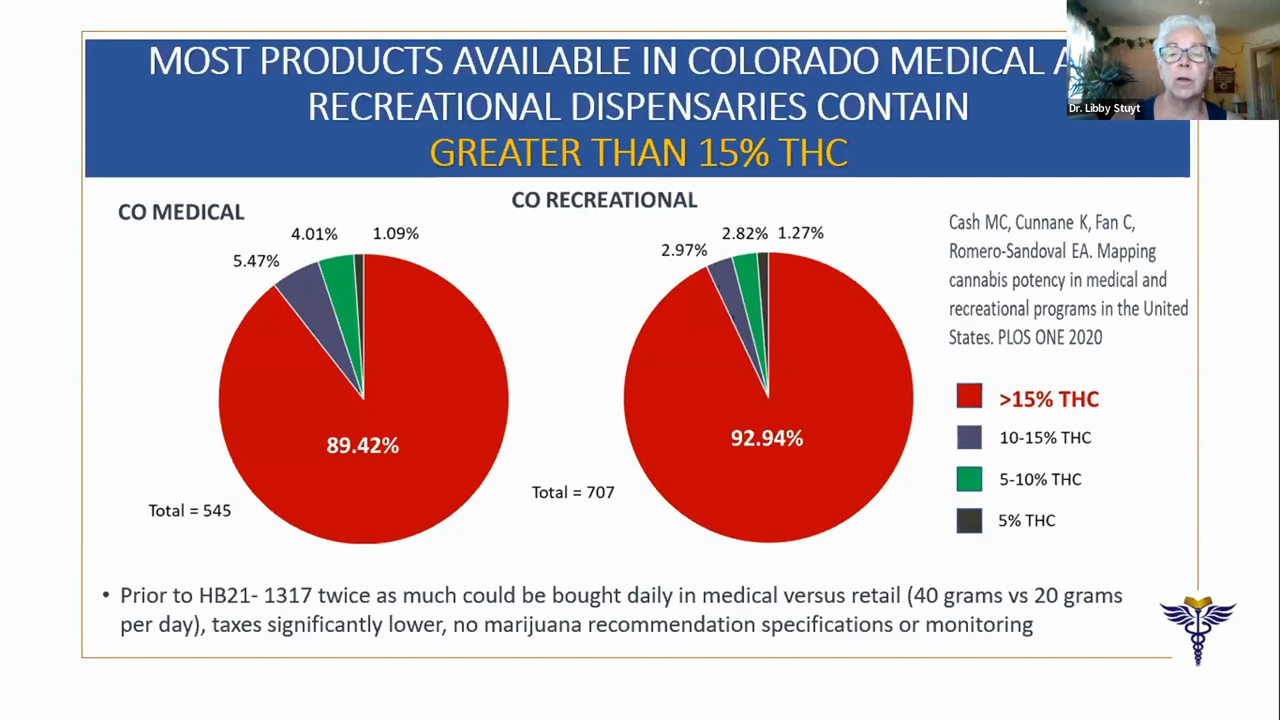 MOST PRODUCTS AVAILABLE IN COLORADO MEDICAL
RECREATIONAL DISPENSARIES CONTAIN
GREATER THAN 15% THC
Dr. Libby Stuyt
CO MEDICAL
5.47%
4.01%
1.09%
89.42%
Total = 545
CO RECREATIONAL
2.97%
2.82%
1.27%
92.94%
Total = 707
Cash MC, Cunnane K, Fan C,
Romero-Sandoval EA. Mapping
cannabis potency in medical and
recreational programs in the United
States. PLOS ONE 2020
>15% THC
10-15% THC
5-10% THC
5% THC
• Prior to HB21- 1317 twice as much could be bought daily in medical versus retail (40 grams vs 20 grams
per day), taxes significantly lower, no marijuana recommendation specifications or monitoring